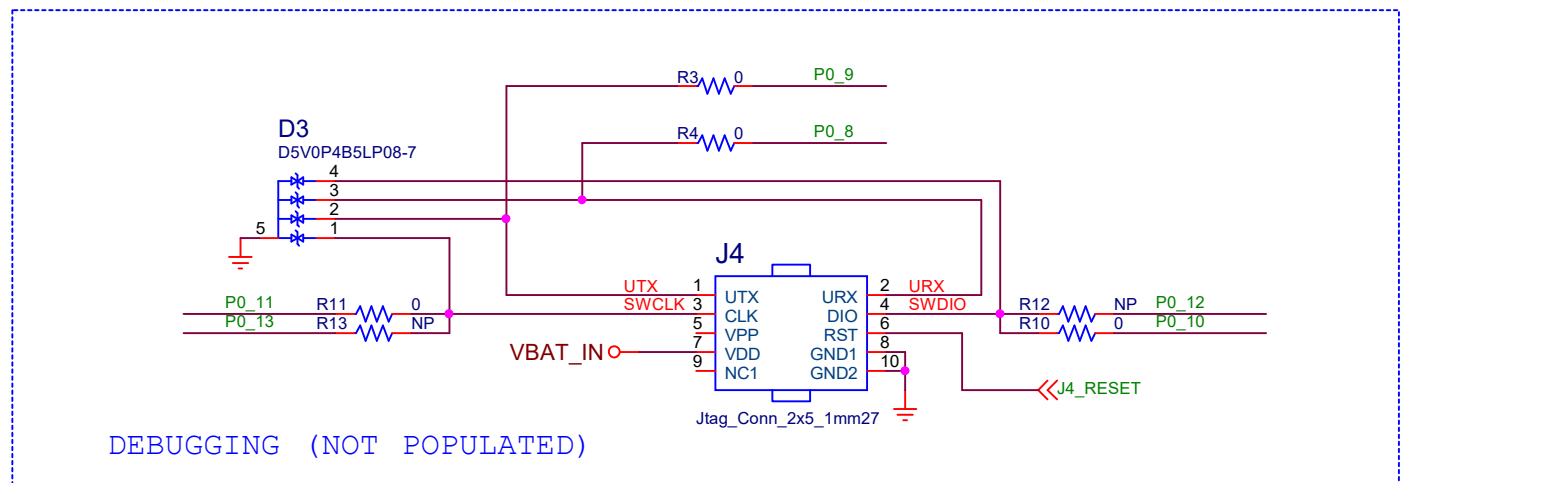 R3 0 P0_9
R4 0 P0_8
D3
D5V0P4B5LP08-7
4
3
2
5 1
J4
UTX 1 UTX URX 2 URX
SWCLK 3 CLK DIO 4 SWDIO
5 VPP RST 6
VBAT_IN 7 VDD GND1 8
9 NC1 GND2 10
P0_11 R11 0
P0_13 R13 NP
R12 NP P0_12
R10 0 P0_10
J4_RESET
Jtag_Conn_2x5_1mm27
DEBUGGING (NOT POPULATED)